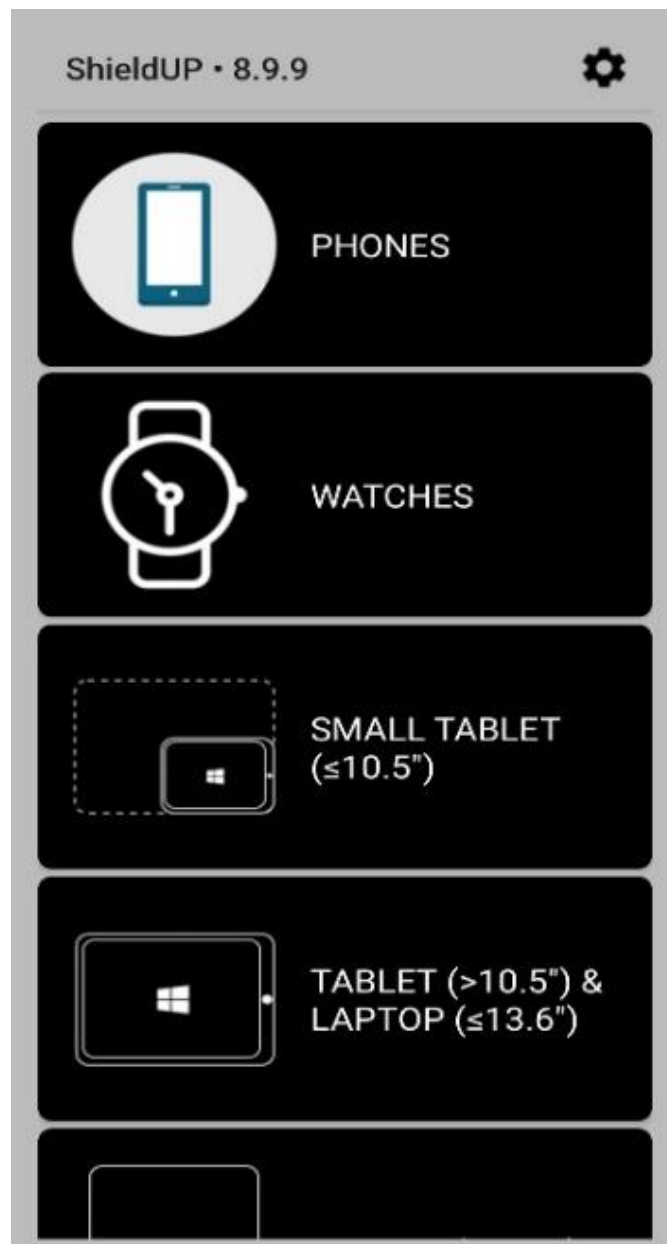 ShieldUP • 8.9.9
PHONES
WATCHES
SMALL TABLET
(≤10.5")
TABLET (>10.5") &
LAPTOP (≤13.6")